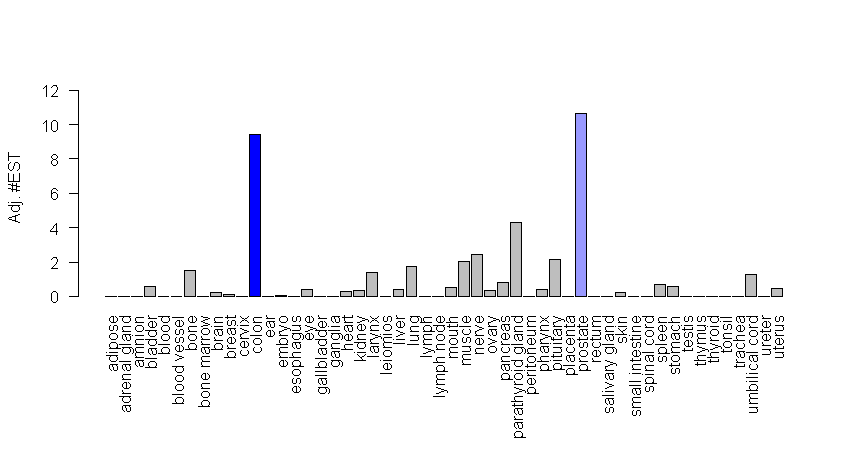 12
10
8
6
4
2
0
Adj. #EST
adipose
adrenal gland
amnion
bladder
blood
blood vessel
bone
bone marrow
brain
breast
cervix
colon
ear
embryo
esophagus
eye
gallbladder
ganglia
heart
kidney
larynx
leiomios
liver
lung
lymph
lymph node
mouth
muscle
nerve
ovary
pancreas
parathyroid gland
peritoneum
pharynx
pituitary
placenta
prostate
rectum
salivary gland
skin
small intestine
spinal cord
spleen
stomach
testis
thymus
thyroid
tonsil
trachea
umbilical cord
ureter
uterus